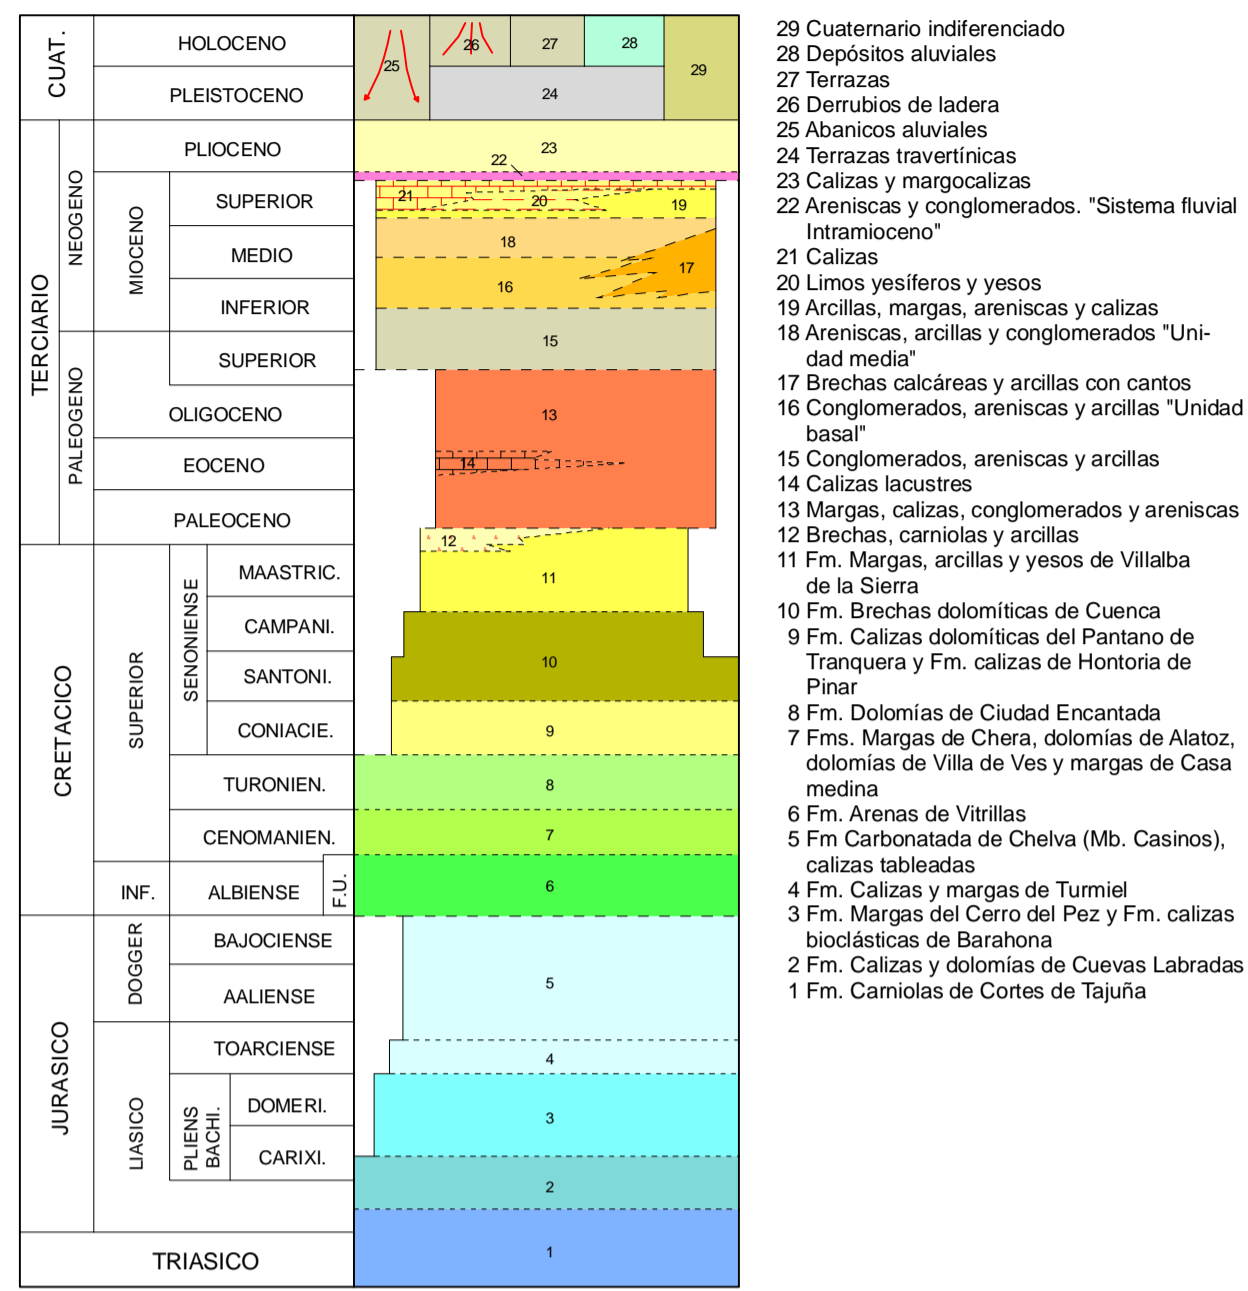 CUAT.
HOLOCENO
PLEISTOCENO
TERCIARIO
NEOGENO
PLIOCENO
MIOCENO
SUPERIOR
MEDIO
INFERIOR
PALEOGENO
SUPERIOR
OLIGOCENO
EOCENO
PALEOCENO
CRETACICO
SUPERIOR
SENONIENSE
MAASTRIC.
CAMPANI.
SANTONI.
CONIACIE.
TURONIEN.
CENOMANIEN.
INF.
ALBIENSE
F.U.
JURASICO
DOGGER
BAJOCIENSE
AALIENSE
LIASICO
TOARCIENSE
PLIENS
BACHI.
DOMERI.
CARIXI.
TRIASICO
25
26
27
28
29
24
23
22
21
20
19
18
17
16
15
13
14
12
11
10
9
8
7
6
5
4
3
2
1
29 Cuaternario indiferenciado
28 Depósitos aluviales
27 Terrazas
26 Derrubios de ladera
25 Abanicos aluviales
24 Terrazas travertínicas
23 Calizas y margocalizas
22 Areniscas y conglomerados. "Sistema fluvial
Intramioceno"
21 Calizas
20 Limos yesíferos y yesos
19 Arcillas, margas, areniscas y calizas
18 Areniscas, arcillas y conglomerados "Uni-
dad media"
17 Brechas calcáreas y arcillas con cantos
16 Conglomerados, areniscas y arcillas "Unidad
basal"
15 Conglomerados, areniscas y arcillas
14 Calizas lacustres
13 Margas, calizas, conglomerados y areniscas
12 Brechas, carniolas y arcillas
11 Fm. Margas, arcillas y yesos de Villalba
de la Sierra
10 Fm. Brechas dolomíticas de Cuenca
9 Fm. Calizas dolomíticas del Pantano de
Tranquera y Fm. calizas de Hontoria de
Pinar
8 Fm. Dolomías de Ciudad Encantada
7 Fms. Margas de Chera, dolomías de Alatoz,
dolomías de Villa de Ves y margas de Casa
medina
6 Fm. Arenas de Vitrillas
5 Fm Carbonatada de Chelva (Mb. Casinos),
calizas tableadas
4 Fm. Calizas y margas de Turmiel
3 Fm. Margas del Cerro del Pez y Fm. calizas
bioclásticas de Barahona
2 Fm. Calizas y dolomías de Cuevas Labradas
1 Fm. Carniolas de Cortes de Tajuña